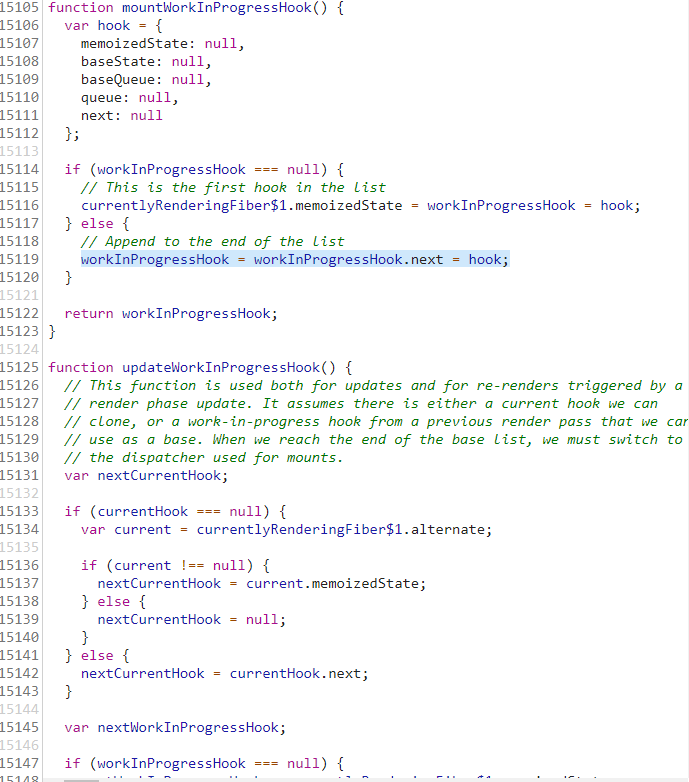 15105 function mountWorkInProgressHook() {
15106 var hook = {
15107 memoizedState: null,
15108 baseState: null,
15109 baseQueue: null,
15110 queue: null,
15111 next: null
15112 };
15113
15114 if (workInProgressHook === null) {
15115 // This is the first hook in the list
15116 currentlyRenderingFiber$1.memoizedState = workInProgressHook = hook;
15117 } else {
15118 // Append to the end of the list
15119 workInProgressHook = workInProgressHook.next = hook;
15120 }
15121
15122 return workInProgressHook;
15123 }
15124
15125 function updateWorkInProgressHook() {
15126 // This function is used both for updates and for re-renders triggered by a
15127 // render phase update. It assumes there is either a current hook we can
15128 // clone, or a work-in-progress hook from a previous render pass that we can
15129 // use as a base. When we reach the end of the base list, we must switch to
15130 // the dispatcher used for mounts.
15131 var nextCurrentHook;
15132
15133 if (currentHook === null) {
15134 var current = currentlyRenderingFiber$1.alternate;
15135
15136 if (current !== null) {
15137 nextCurrentHook = current.memoizedState;
15138 } else {
15139 nextCurrentHook = null;
15140 }
15141 } else {
15142 nextCurrentHook = currentHook.next;
15143 }
15144
15145 var nextWorkInProgressHook;
15146
15147 if (workInProgressHook === null) {